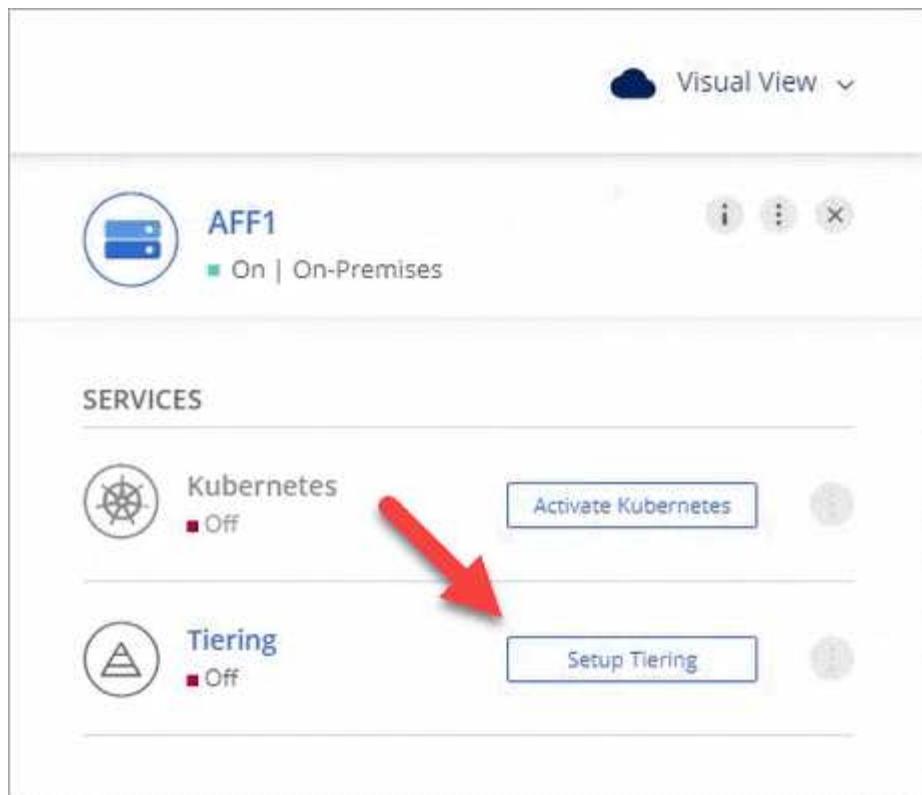 Visual View
AFF1
On | On-Premises
SERVICES
Kubernetes
Off
Activate Kubernetes
Tiering
Off
Setup Tiering